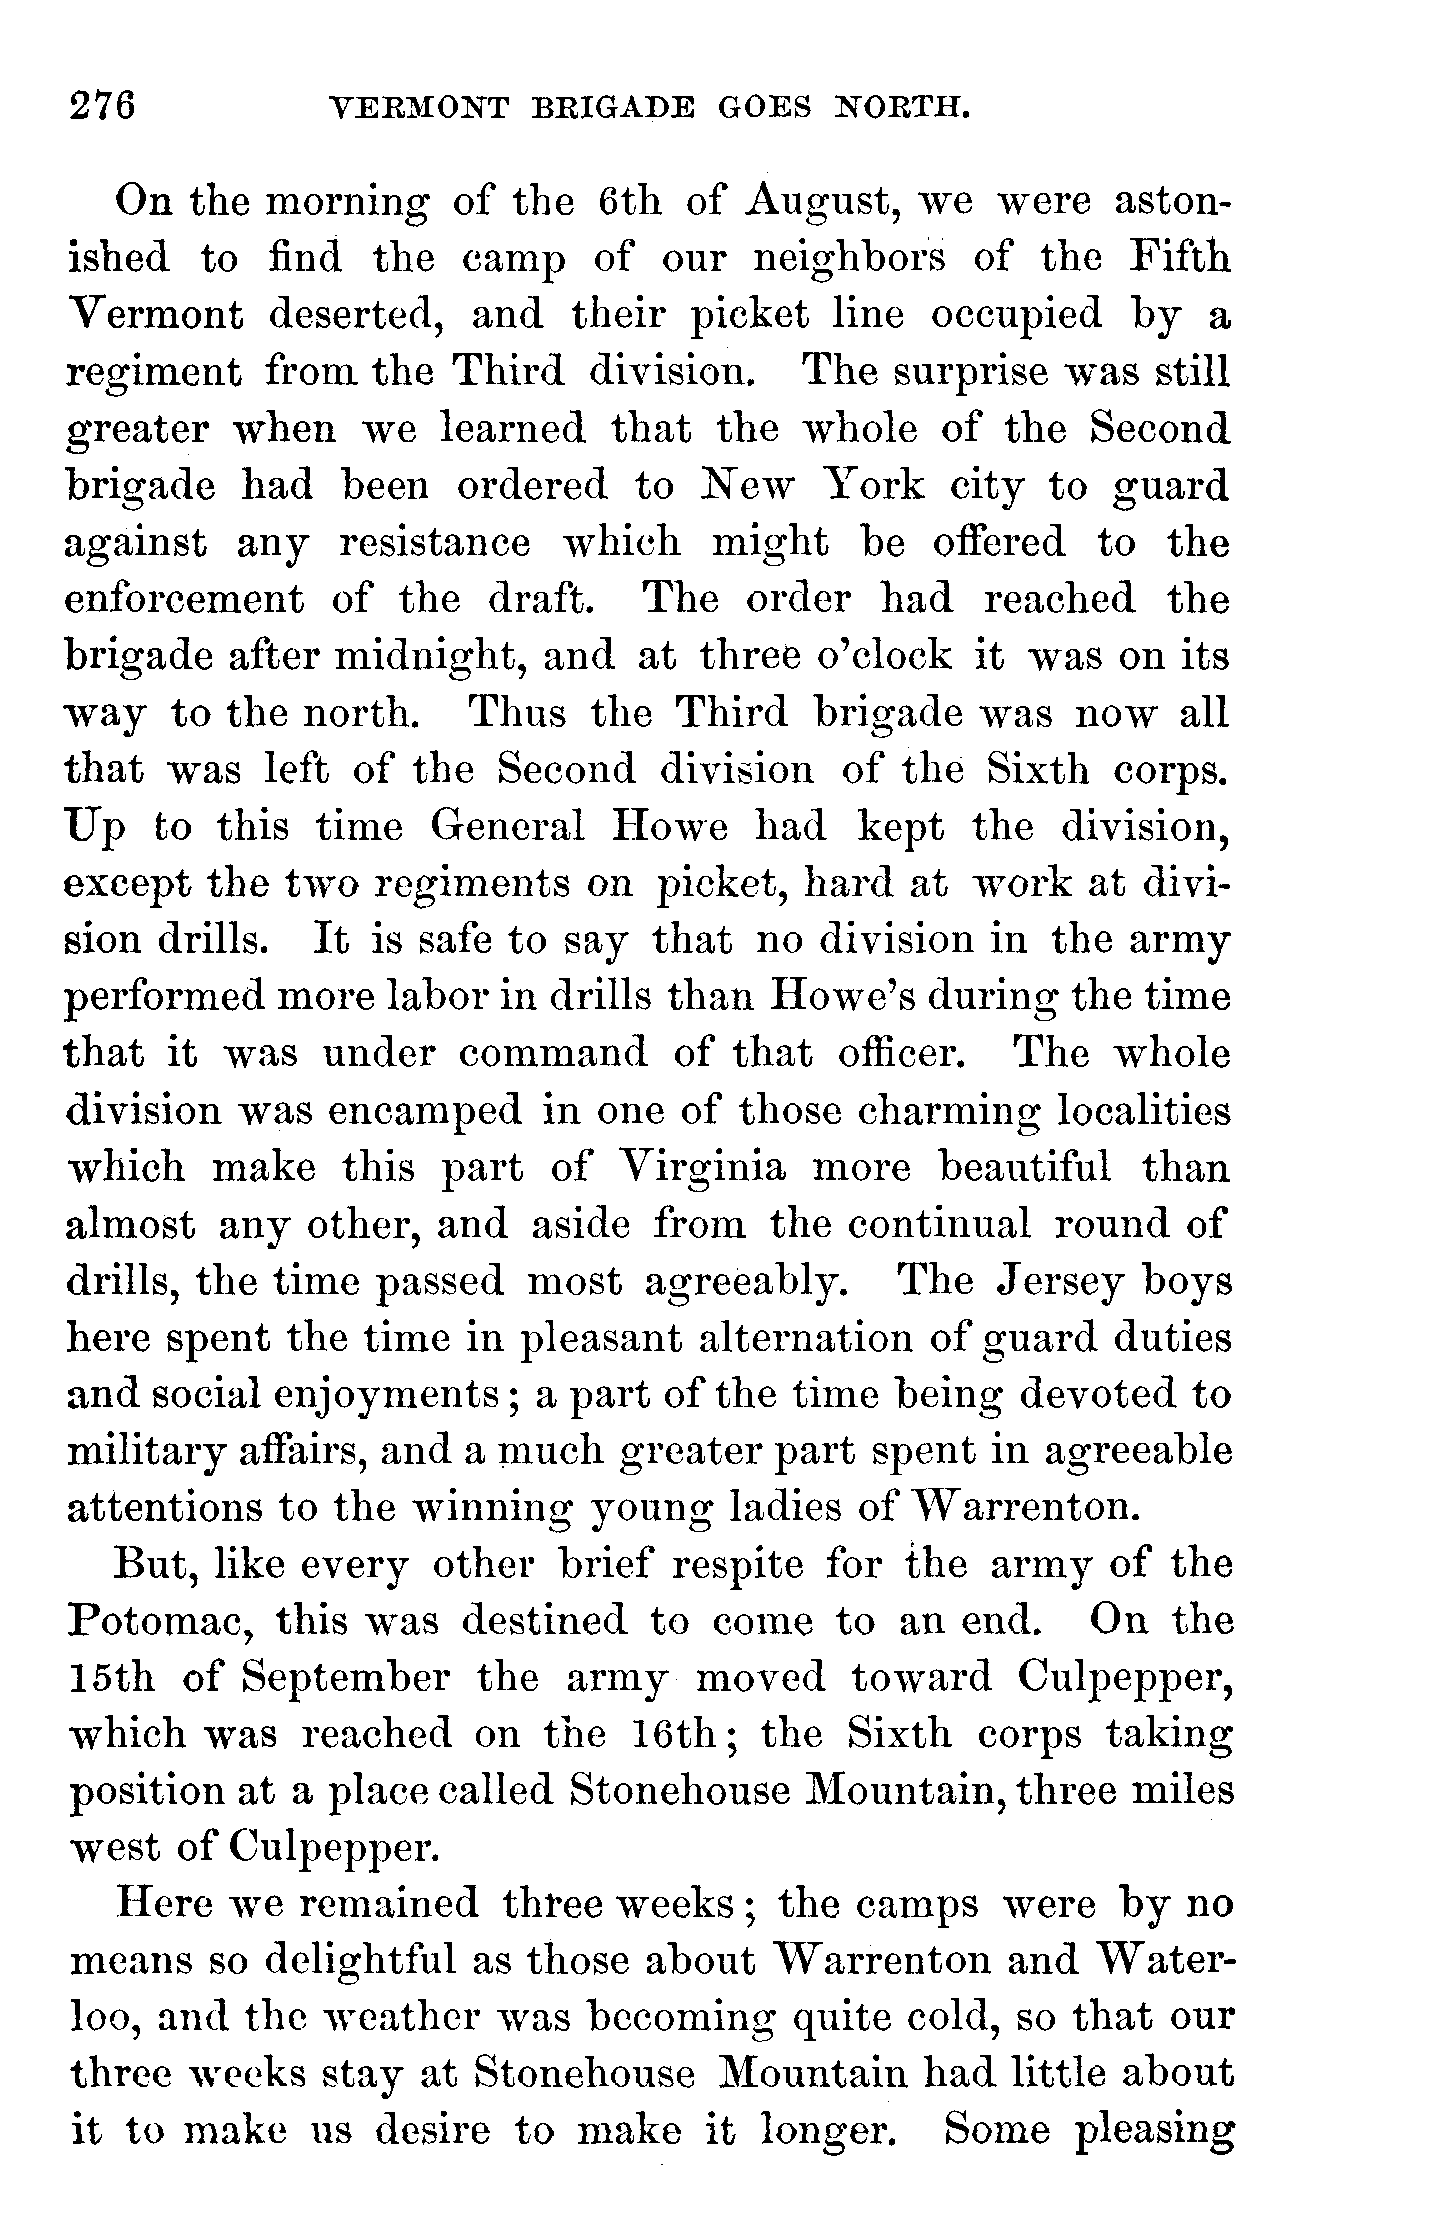 276 VERMONT BRIGADE GOES NORTH.
On the morning of the 6th of August, we were aston-
ished to find the camp of our neighbors of the Fifth
Vermont deserted, and their picket line occupied by a
regiment from the Third division. The surprise was still
greater when we learned that the whole of the Second
brigade had been ordered to New York city to guard
against any resistance which might be offered to the
enforcement of the draft. The order had reached the
brigade after midnight, and at three o'clock it was on its
way to the north. Thus the Third brigade was now all
that was left of the Second division of the Sixth corps.
Up to this time General Howe had kept the division,
except the two regiments on picket, hard at work at divi-
sion drills. It is safe to say that no division in the army
performed more labor in drills than Howe's during the time
that it was under command of that officer. The whole
division was encamped in one of those charming localities
which make this part of Virginia more beautiful than
almost any other, and aside from the continual round of
drills, the time passed most agreeably. The Jersey boys
here spent the time in pleasant alternation of guard duties
and social enjoyments; a part of the time being devoted to
military affairs, and a much greater part spent in agreeable
attentions to the winning young ladies of Warrenton.
But, like every other brief respite for the army of the
Potomac, this was destined to come to an end. On the
15th of September the army moved toward Culpepper,
which was reached on the 16th; the Sixth corps taking
position at a place called Stonehouse Mountain, three miles
west of Culpepper.
Here we remained three weeks; the camps were by no
means so delightful as those about Warrenton and Water-
loo, and the weather was becoming quite cold, so that our
three weeks stay at Stonehouse Mountain had little about
it to make us desire to make it longer. Some pleasing